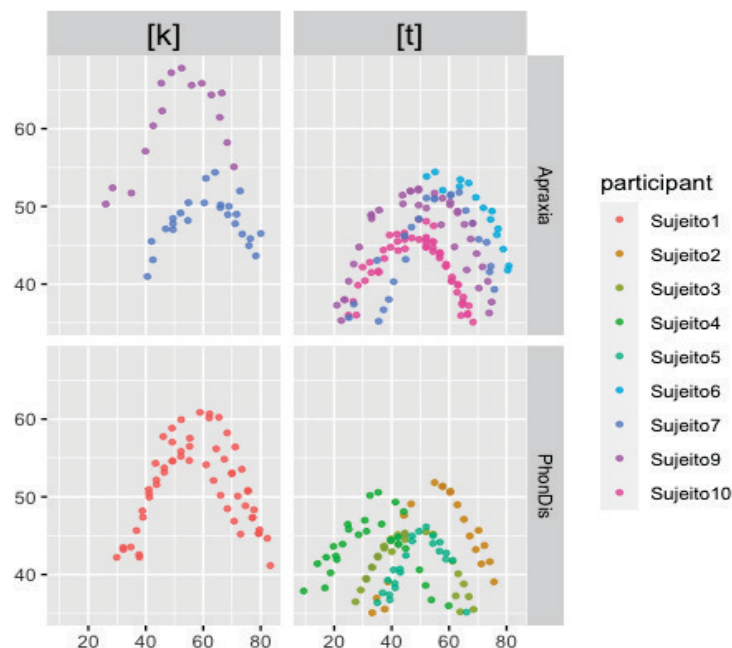 [k] [t]
60
50
40
Apraxia
60
50
40
PhonDis
20 40 60 80 20 40 60 80
participant
Sujeito1
Sujeito2
Sujeito3
Sujeito4
Sujeito5
Sujeito6
Sujeito7
Sujeito9
Sujeito10